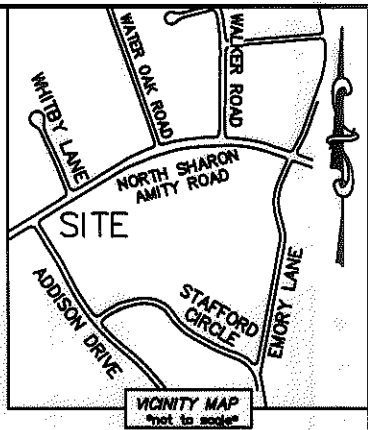 WATER OAK ROAD
WALKER ROAD
WHITBY LANE
NORTH SHARON
AMITY ROAD
SITE
ADDISON DRIVE
STAFFORD
CIRCLE
EMORY LANE
VICINITY MAP
*not to scale*